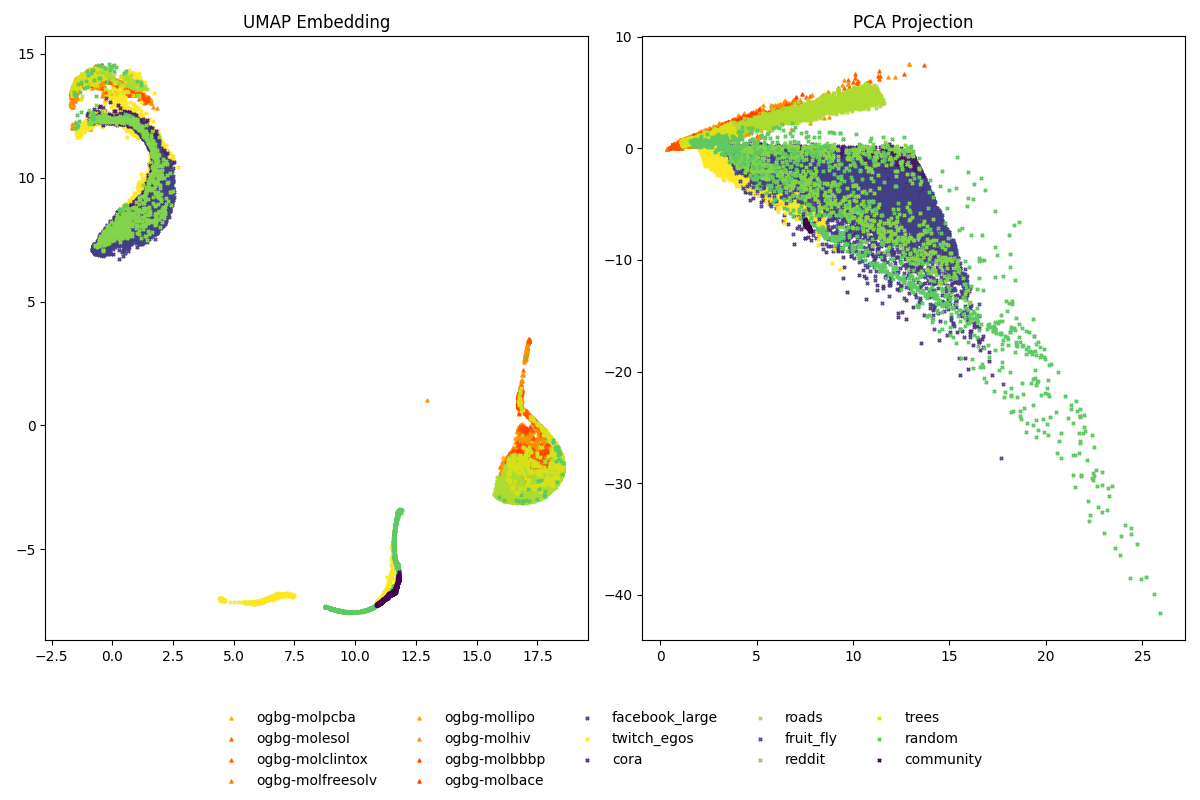 UMAP Embedding
PCA Projection
15
10
5
0
−5
−2.5 0.0 2.5 5.0 7.5 10.0 12.5 15.0 17.5
10
0
−10
−20
−30
−40
0 5 10 15 20 25
ogbg-molpcba ogbg-mollipo facebook_large roads trees
ogbg-molesol ogbg-molhiv twitch_egos fruit_fly random
ogbg-molclintox ogbg-molbbbp cora reddit community
ogbg-molfreesolv ogbg-molbace